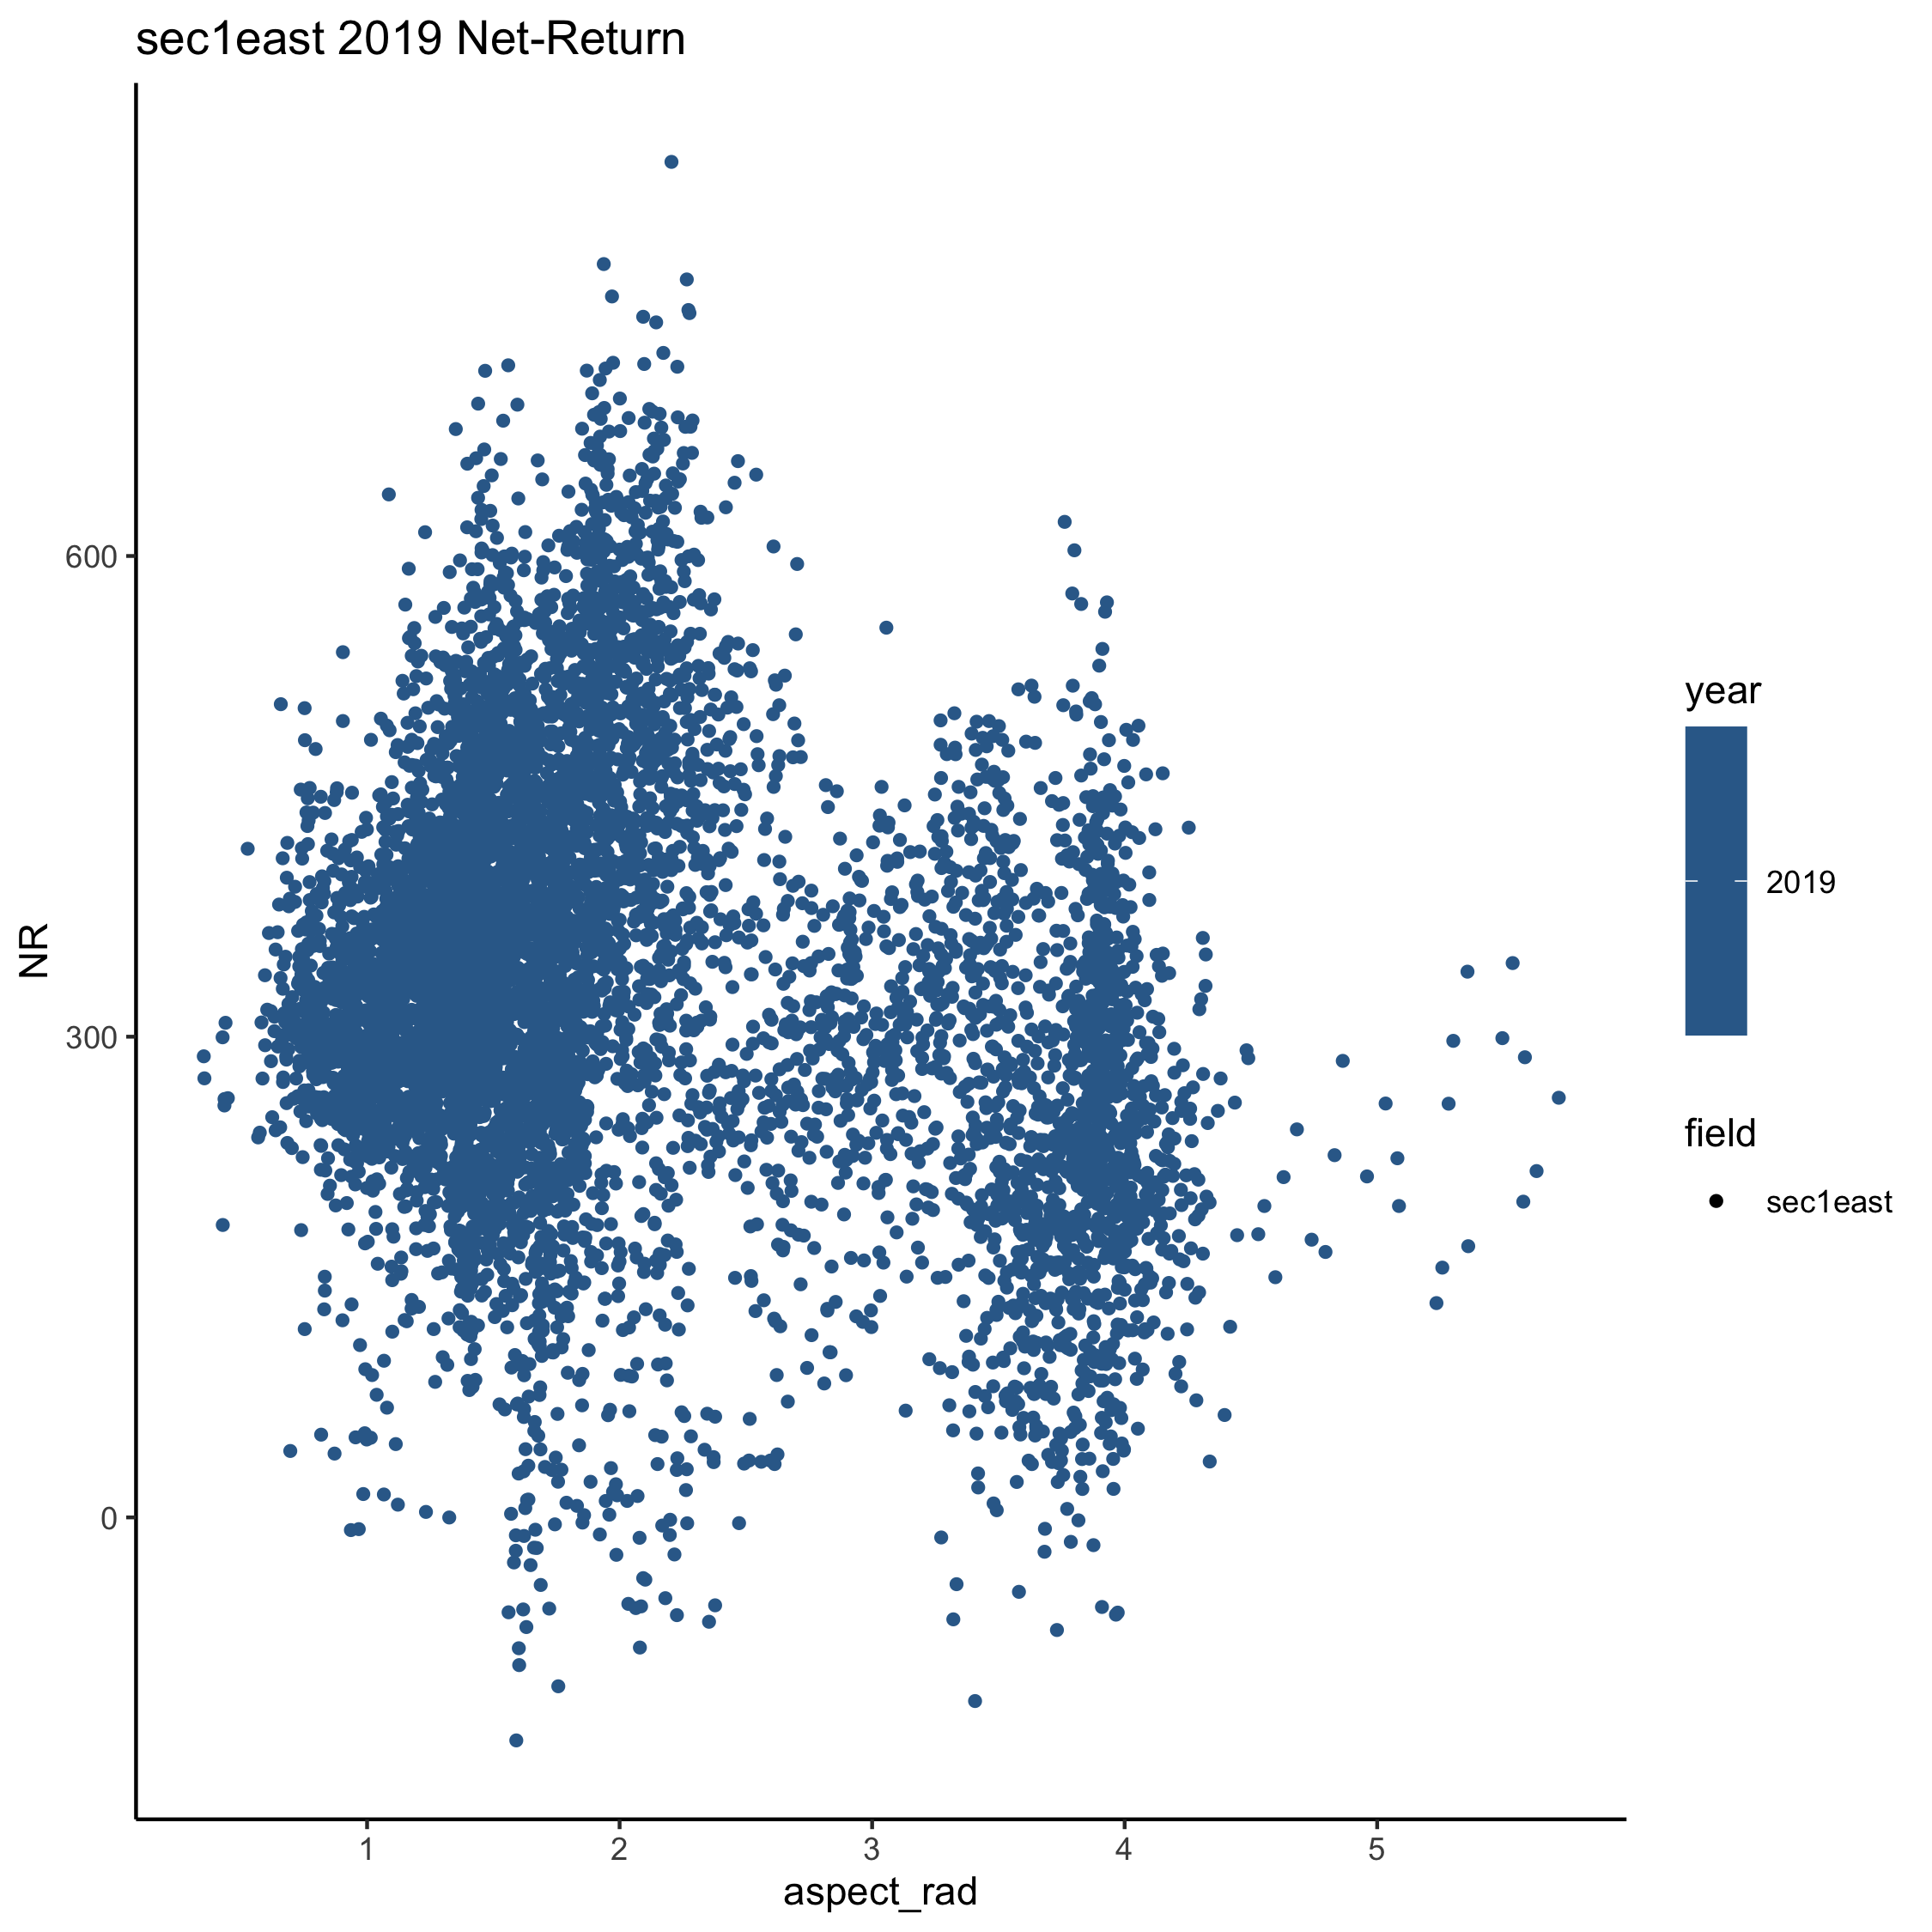 sec1east 2019 Net-Return
NR
600
300
0
1 2 3 4 5
aspect_rad
year
2019
field
sec1east